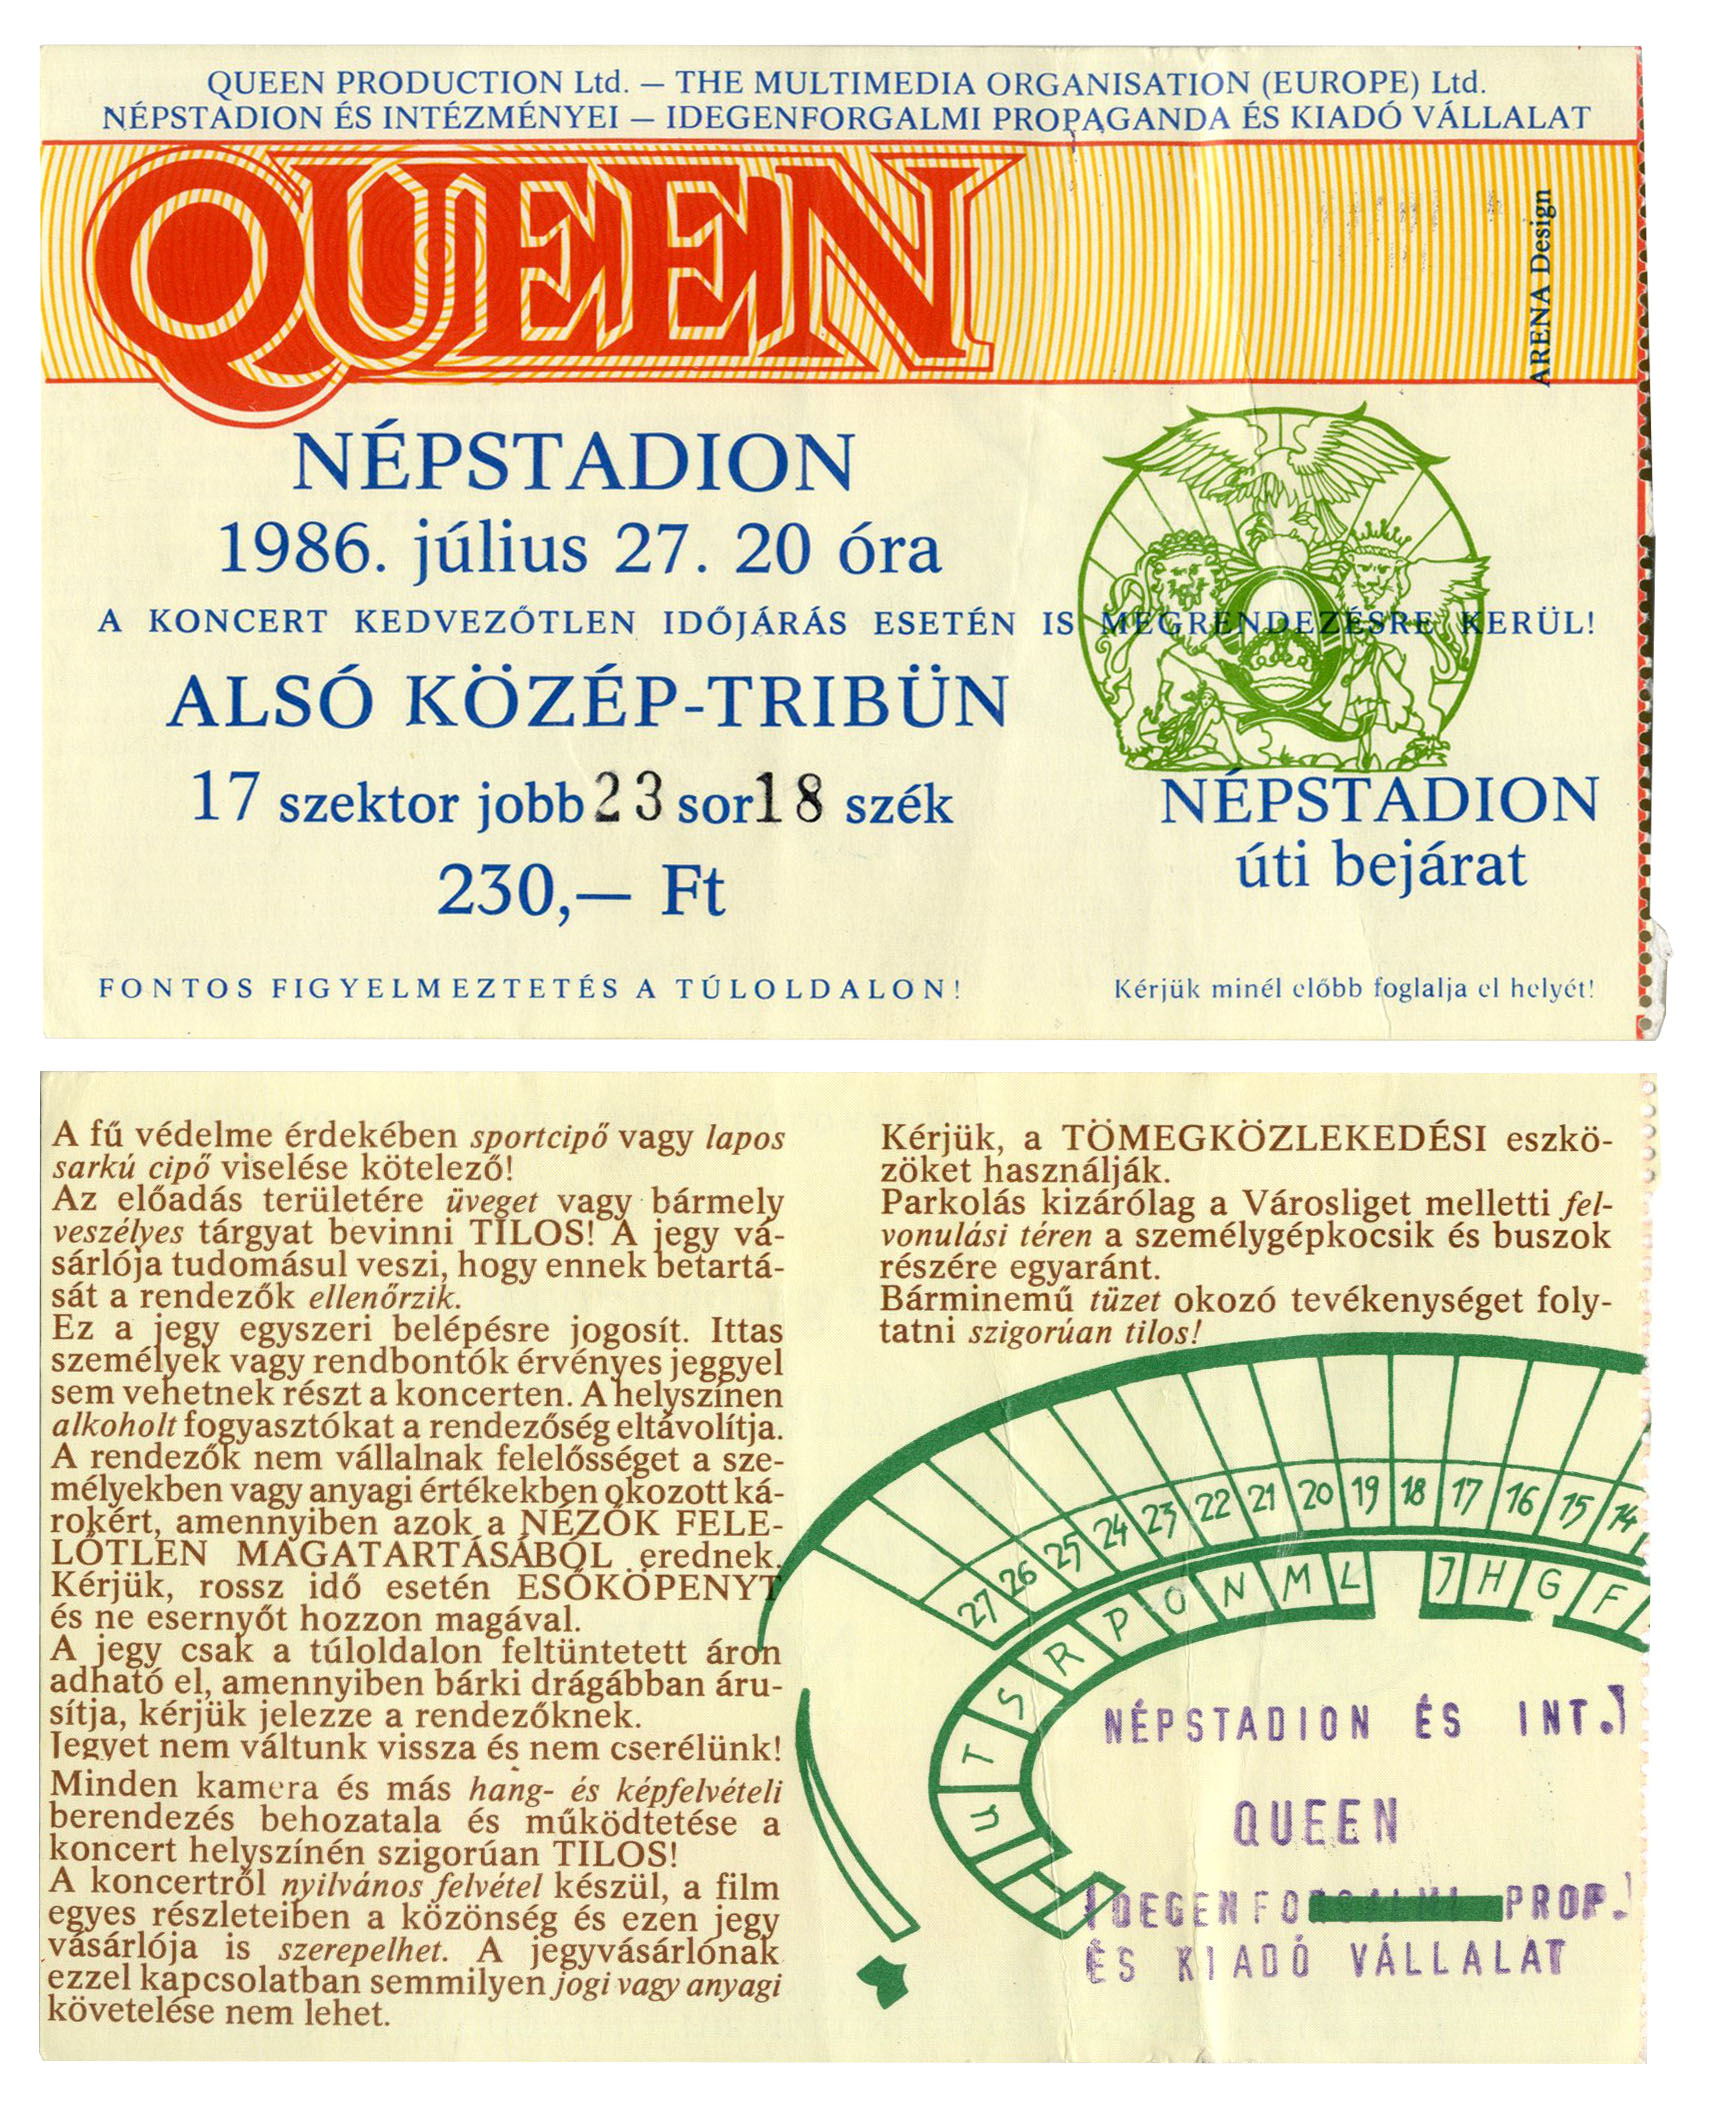 QUEEN PRODUCTION Ltd. — THE MULTIMEDIA ORGANISATION (EUROPE) Ltd.
NÉPSTADION ÉS INTÉZMÉNYEI — IDEGENFORGALMI PROPAGANDA ÉS KIADÓ VÁLLALAT
QUEEN
ARENA Design
NÉPSTADION
1986. július 27. 20 óra
A KONCERT KEDVEZŐTLEN IDŐJÁRÁS ESETÉN IS MEGRENDEZÉSRE KERÜL!
ALSÓ KÖZÉP-TRIBÜN
17 szektor jobb 23 sor 18 szék
230,— Ft
NÉPSTADION
úti bejárat
FONTOS FIGYELMEZTETÉS A TÚLOLDALON!
Kérjük minél előbb foglalja el helyét!
A fű védelme érdekében sportcipő vagy lapos
sarkú cipő viselése kötelező!
Az előadás területére üveget vagy bármely
veszélyes tárgyat bevinni TILOS! A jegy vá-
sárlója tudomásul veszi, hogy ennek betartá-
sát a rendezők ellenőrzik.
Ez a jegy egyszeri belépésre jogosít. Ittas
személyek vagy rendbontók érvényes jeggyel
sem vehetnek részt a koncerten. A helyszínen
alkoholt fogyasztókat a rendezőség eltávolítja.
A rendezők nem vállalnak felelősséget a sze-
mélyekben vagy anyagi értékekben okozott ká-
rokért, amennyiben azok a NÉZŐK FELE-
LŐTLEN MAGATARTÁSÁBÓL erednek.
Kérjük, rossz idő esetén ESŐKÖPENYT
és ne esernyőt hozzon magával.
A jegy csak a túloldalon feltüntetett áron
adható el, amennyiben bárki drágábban áru-
sítja, kérjük jelezze a rendezőknek.
Jegyet nem váltunk vissza és nem cserélünk!
Minden kamera és más hang- és képfelvételi
berendezés behozatala és működtetése a
koncert helyszínén szigorúan TILOS!
A koncertről nyilvános felvétel készül, a film
egyes részleteiben a közönség és ezen jegy
vásárlója is szerepelhet. A jegyvásárlónak
ezzel kapcsolatban semmilyen jogi vagy anyagi
követelése nem lehet.
Kérjük, a TÖMEGKÖZLEKEDÉSI eszkö-
zöket használják.
Parkolás kizárólag a Városliget melletti fel-
vonulási téren a személygépkocsik és buszok
részére egyaránt.
Bárminemű tüzet okozó tevékenységet foly-
tatni szigorúan tilos!
27 26 25 24 23 22 21 20 19 18 17 16 15 14
U T S R P O N M L J H G F
NÉPSTADION ÉS INT.
QUEEN
IDEGENFORGALMI PROP.
ÉS KIADÓ VÁLLALAT